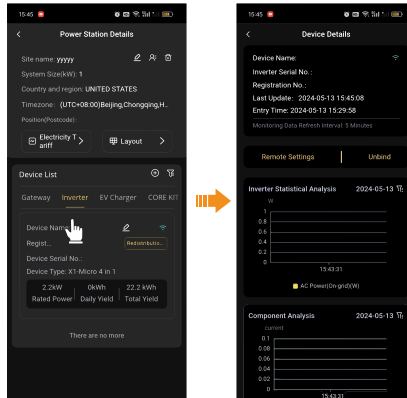 15:45
Power Station Details
Site name: yyyyy
System Size(kW): 1
Country and region: UNITED STATES
Timezone: (UTC+08:00)Beijing,Chongqing,H..
Position(Postcode):
Electricity T
ariff
Layout
Device List
Gateway Inverter EV Charger CORE KIT
Device Name:
Regist... Redistributio...
Device Serial No.:
Device Type: X1-Micro 4 in 1
2.2kW 0kWh 22.2 kWh
Rated Power Daily Yield Total Yield
There are no more
15:45
Device Details
Device Name:
Inverter Serial No. :
Registration No. :
Last Update: 2024-05-13 15:45:08
Entry Time: 2024-05-13 15:29:58
Monitoring Data Refresh Interval: 5 Minutes
Remote Settings Unbind
Inverter Statistical Analysis 2024-05-13
W
1
0.8
0.6
0.4
0.2
0
15:43:31
AC Power(On-grid)(W)
Component Analysis 2024-05-13
current
0.1
0.08
0.06
0.04
0.02
0
15:43:31